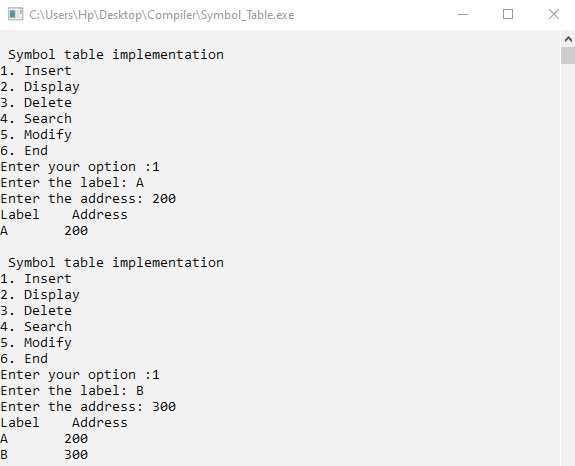 C:\Users\Hp\Desktop\Compiler\Symbol_Table.exe
Symbol table implementation
1. Insert
2. Display
3. Delete
4. Search
5. Modify
6. End
Enter your option :1
Enter the label: A
Enter the address: 200
Label    Address
A       200
Symbol table implementation
1. Insert
2. Display
3. Delete
4. Search
5. Modify
6. End
Enter your option :1
Enter the label: B
Enter the address: 300
Label    Address
A       200
B       300